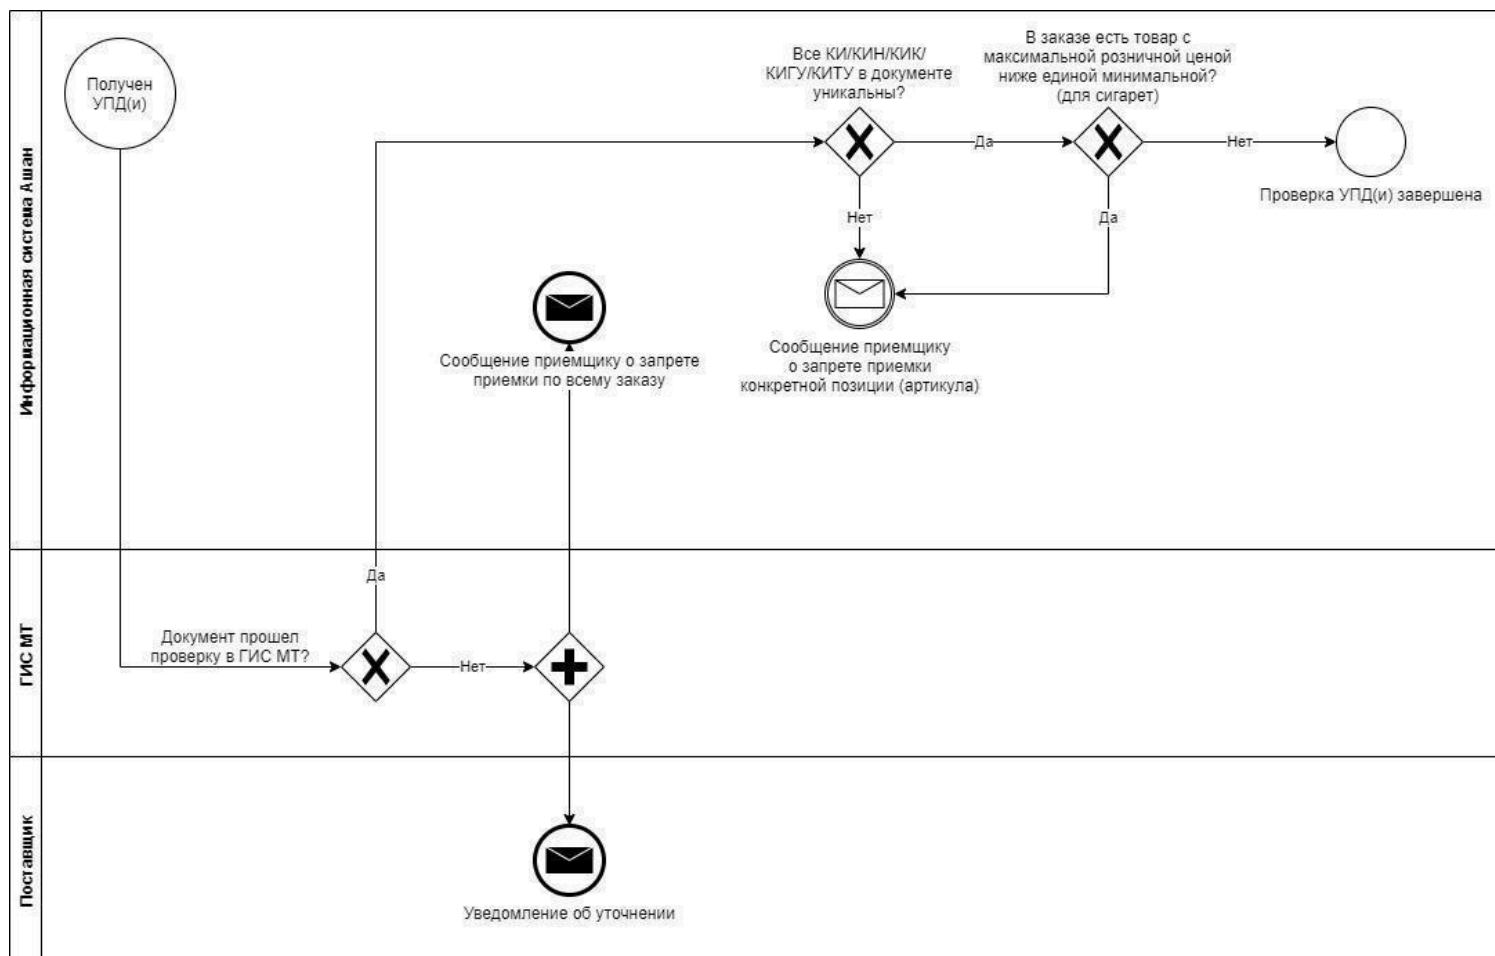 Информационная система Ашан
Получен
УПД(и)
Все КИ/КИН/КИК/
КИГУ/КИТУ в документе
уникальны?
В заказе есть товар с
максимальной розничной ценой
ниже единой минимальной?
(для сигарет)
Да
Нет
Проверка УПД(и) завершена
Нет
Да
Сообщение приемщику о запрете
приемки по всему заказу
Сообщение приемщику
о запрете приемки
конкретной позиции (артикула)
ГИС МТ
Да
Документ прошел
проверку в ГИС МТ?
Нет
Поставщик
Уведомление об уточнении